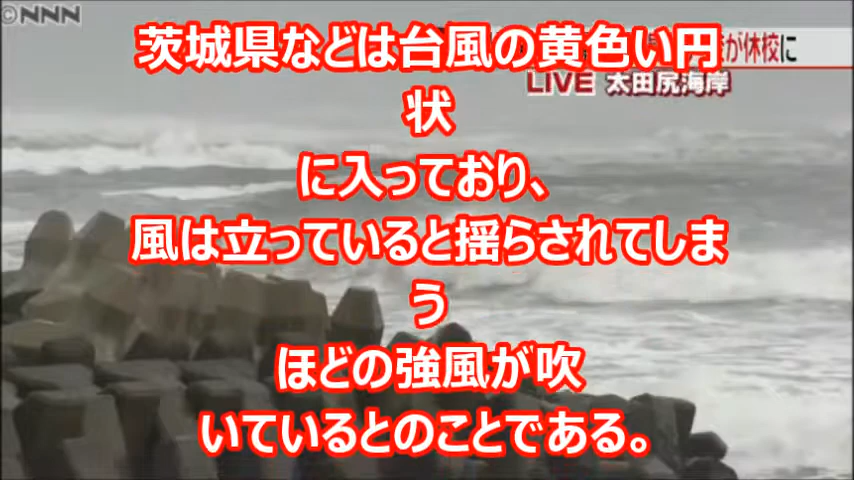 ©NNN
が休校に
LIVE 太田尻海岸
茨城県などは台風の黄色い円
状
に入っており、
風は立っていると揺らされてしま
う
ほどの強風が吹
いているとのことである。